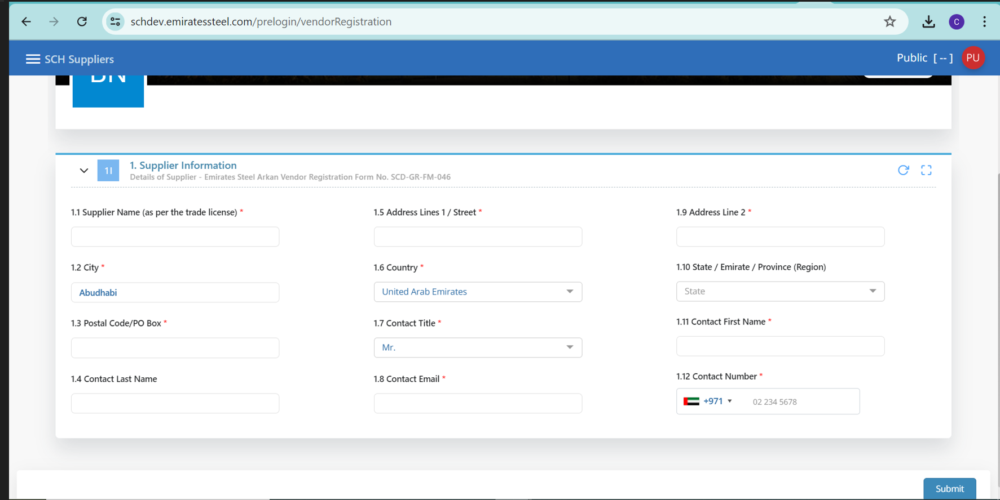 schdev.emiratessteel.com/prelogin/vendorRegistration
C
SCH Suppliers
Public [ -- ]
PU
BN
1I
1. Supplier Information
Details of Supplier - Emirates Steel Arkan Vendor Registration Form No. SCD-GR-FM-046
1.1 Supplier Name (as per the trade license) *
1.5 Address Lines 1 / Street *
1.9 Address Line 2 *
1.2 City *
1.6 Country *
1.10 State / Emirate / Province (Region)
Abudhabi
United Arab Emirates
State
1.3 Postal Code/PO Box *
1.7 Contact Title *
1.11 Contact First Name *
Mr.
1.4 Contact Last Name
1.8 Contact Email *
1.12 Contact Number *
+971
02 234 5678
Submit